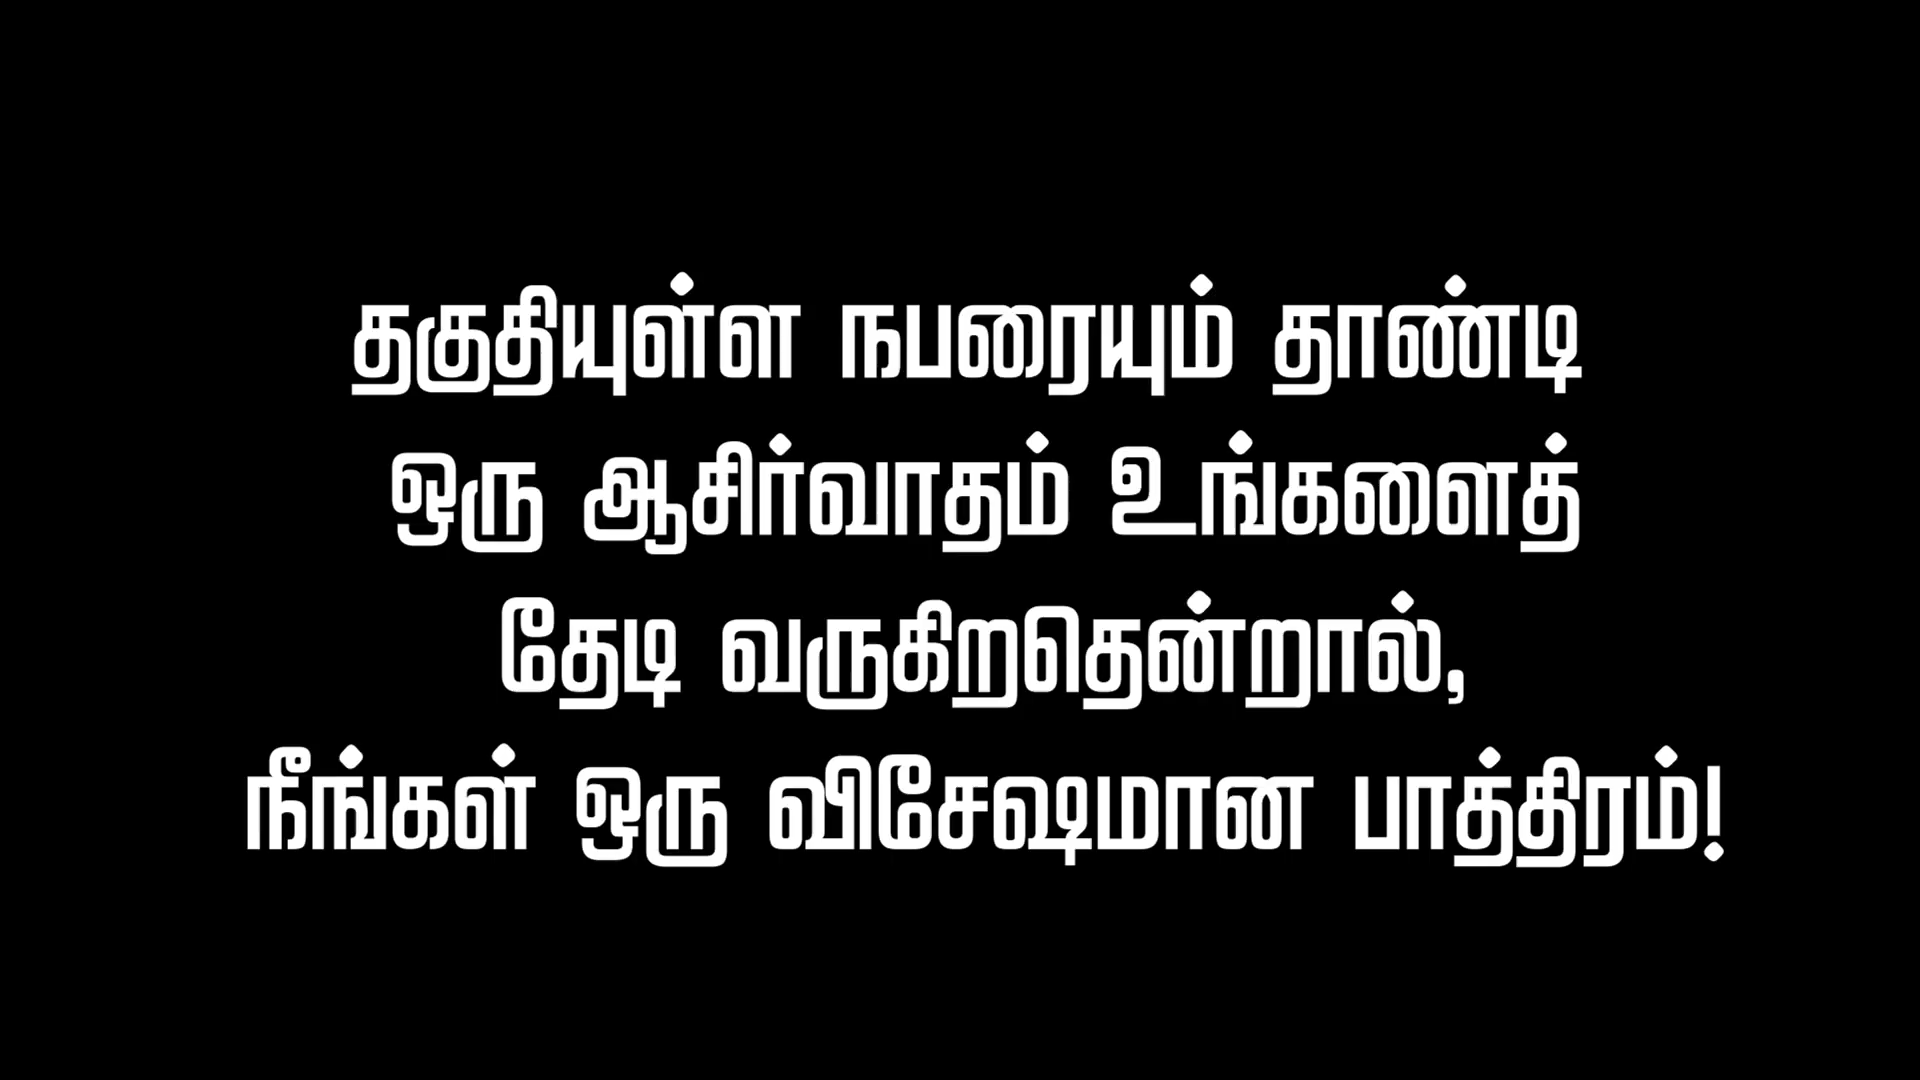 தகுதியுள்ள நபரையும் தாண்டி
ஒரு ஆசிர்வாதம் உங்களைத்
தேடி வருகிறதென்றால்,
நீங்கள் ஒரு விசேஷமான பாத்திரம்!